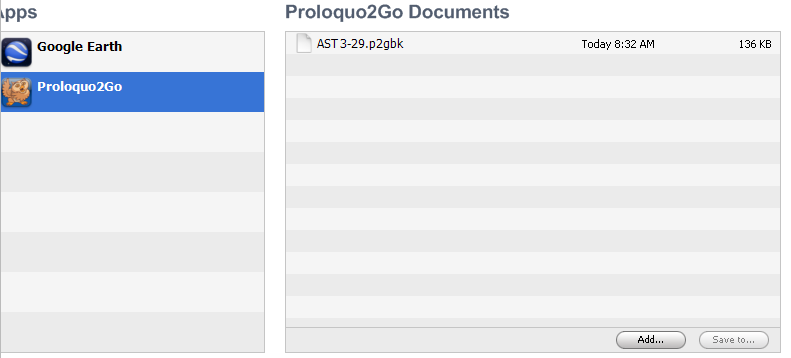 Apps
Proloquo2Go Documents
Google Earth
Proloquo2Go
AST 3-29.p2gbk Today 8:32 AM 136 KB
Add... Save to...